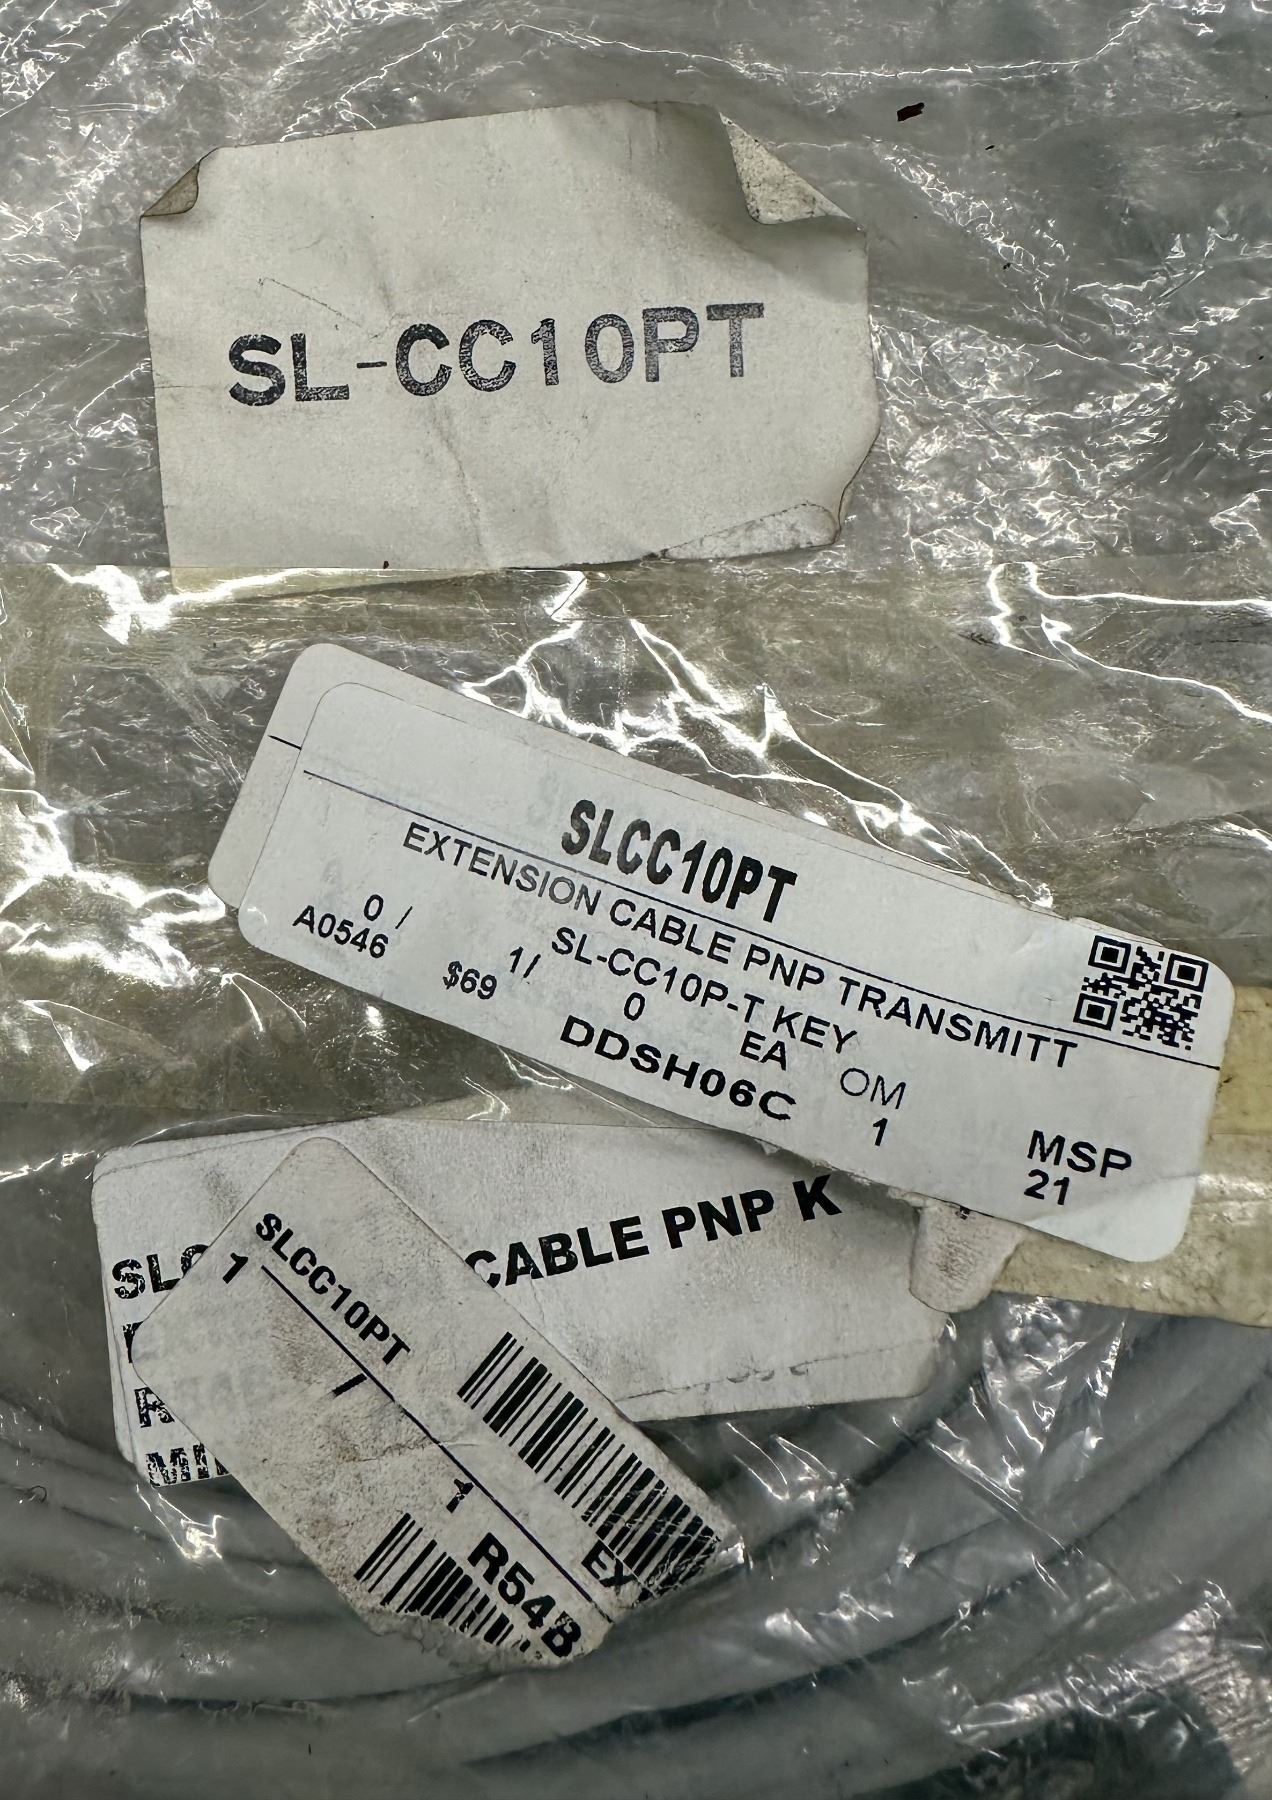 SL-CC10PT
SLCC10PT
EXTENSION CABLE PNP TRANSMITT
0 / 1/ SL-CC10P-T KEY
A0546 $69 0 EA OM
DDSH06C 1 MSP
21
CABLE PNP K
SLCC10PT
1 / 1
R54B